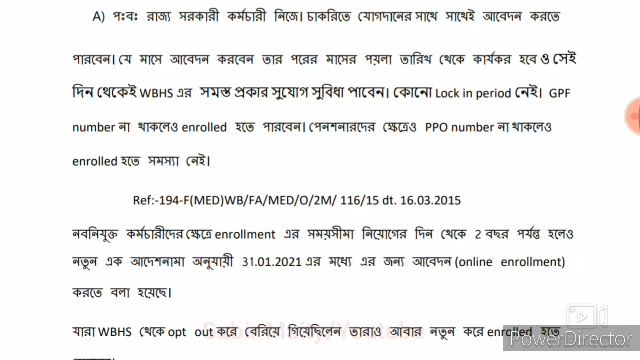 A) পঃবঃ রাজ্য সরকারী কর্মচারী নিজে। চাকরিতে যোগদানের সাথে সাথেই আবেদন করতে
পারবেন। যে মাসে আবেদন করবেন তার পরের মাসের পয়লা তারিখ থেকে কার্যকর হবে ও সেই
দিন থেকেই WBHS এর সমস্ত প্রকার সুযোগ সুবিধা পাবেন। কোনো Lock in period নেই। GPF
number না থাকলেও enrolled হতে পারবেন। পেনশনারদের ক্ষেত্রেও PPO number না থাকলেও
enrolled হতে সমস্যা নেই।
Ref:-194-F(MED)WB/FA/MED/O/2M/ 116/15 dt. 16.03.2015
নবনিযুক্ত কর্মচারীদের ক্ষেত্রে enrollment এর সময়সীমা নিয়োগের দিন থেকে 2 বছর পর্যন্ত হলেও
নতুন এক আদেশনামা অনুযায়ী 31.01.2021 এর মধ্যে এর জন্য আবেদন (online enrollment)
করতে বলা হয়েছে।
যারা WBHS থেকে opt out করে বেরিয়ে গিয়েছিলেন তারাও আবার নতুন করে enrolled হতে
PowerDirector